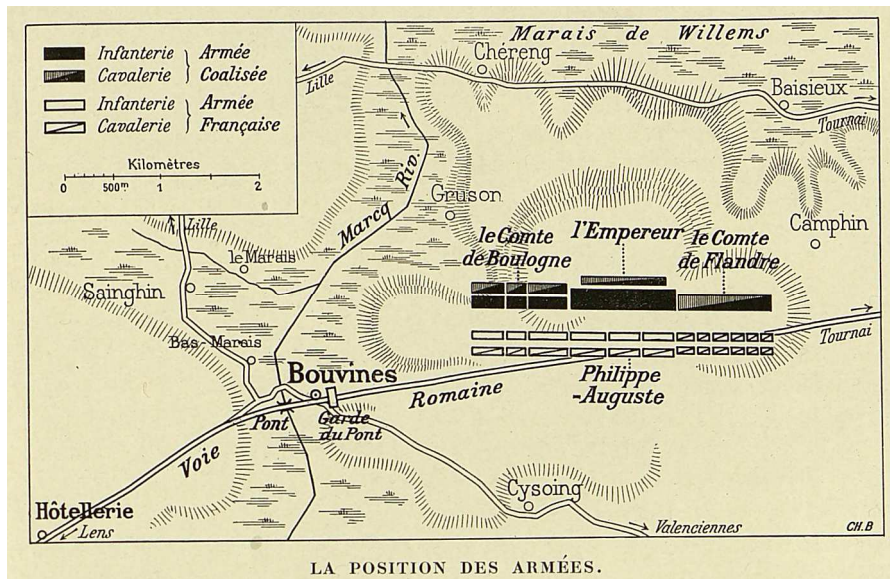 Infanterie } Armée
Cavalerie } Coalisée
Infanterie } Armée
Cavalerie } Française
Kilomètres
0 500m 1 2
Marais de Willems
Chéreng
Lille
Baisieux
Tournai
Marcq Riv.
Gruson
Camphin
Lille
le Marais
Sainghin
le Comte
de Boulogne
l'Empereur
le Comte
de Flandre
Tournai
Bas-Marais
Bouvines
Philippe
-Auguste
Voie Romaine
Pont
Garde
du Pont
Cysoing
Hôtellerie
Lens
Valenciennes
CH.B
LA POSITION DES ARMÉES.